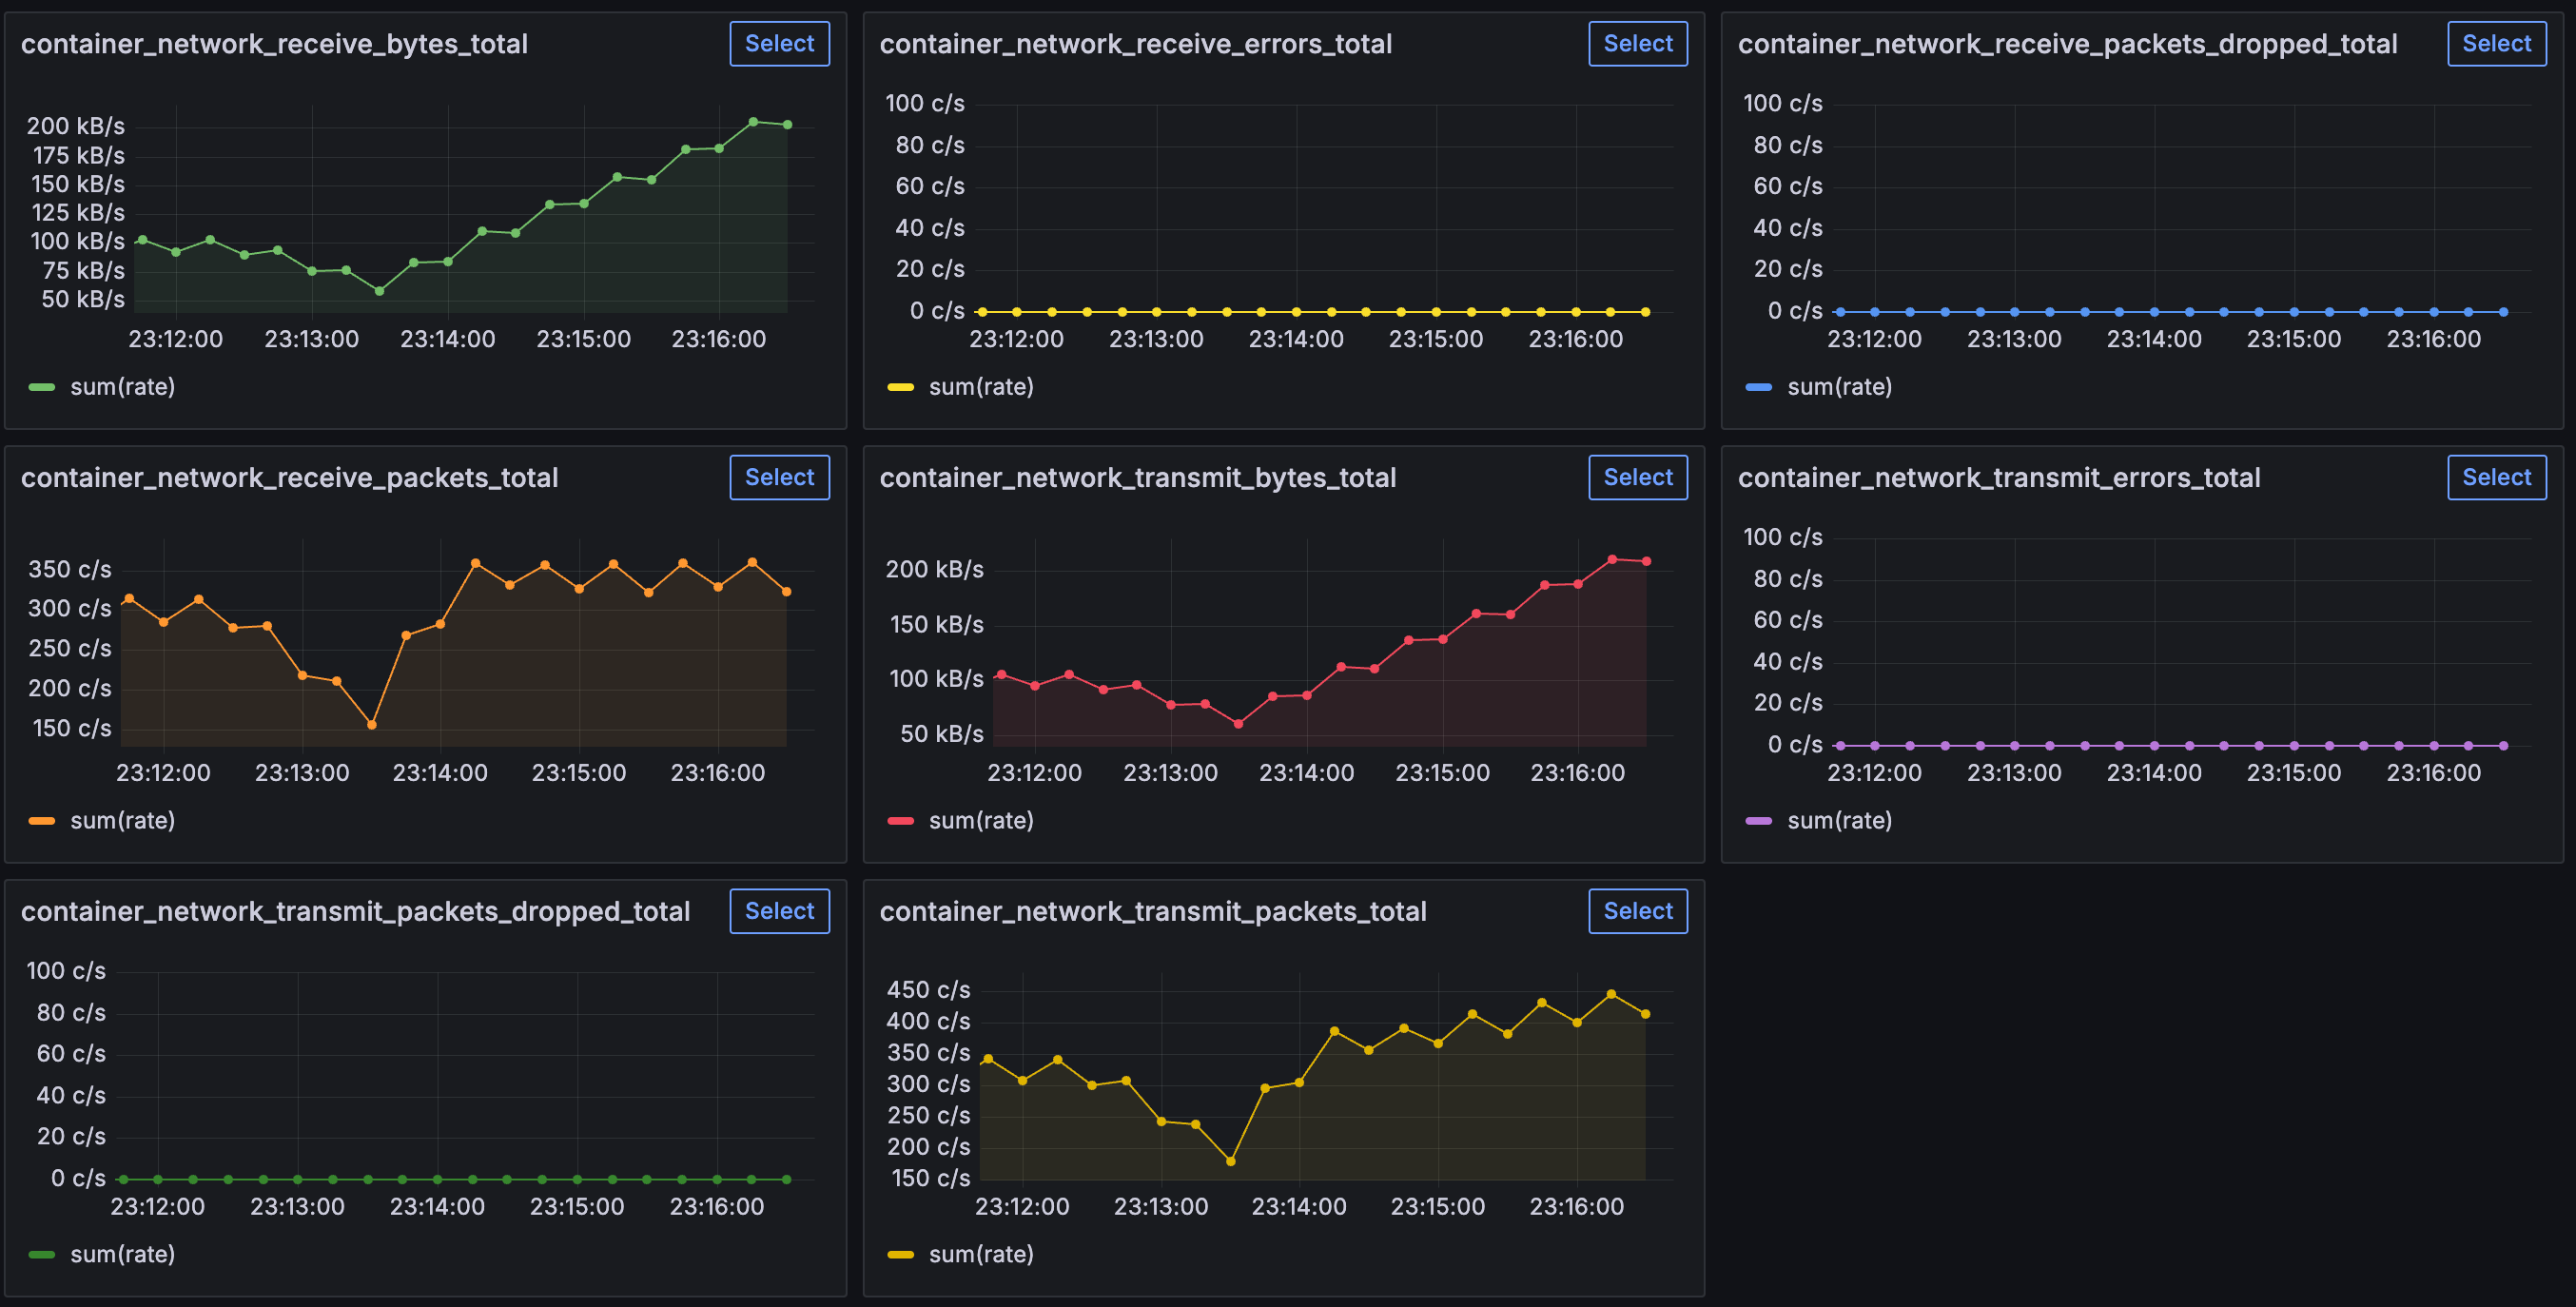 container_network_receive_bytes_total
Select
200 kB/s
175 kB/s
150 kB/s
125 kB/s
100 kB/s
75 kB/s
50 kB/s
23:12:00 23:13:00 23:14:00 23:15:00 23:16:00
sum(rate)
container_network_receive_errors_total
Select
100 c/s
80 c/s
60 c/s
40 c/s
20 c/s
0 c/s
23:12:00 23:13:00 23:14:00 23:15:00 23:16:00
sum(rate)
container_network_receive_packets_dropped_total
Select
100 c/s
80 c/s
60 c/s
40 c/s
20 c/s
0 c/s
23:12:00 23:13:00 23:14:00 23:15:00 23:16:00
sum(rate)
container_network_receive_packets_total
Select
350 c/s
300 c/s
250 c/s
200 c/s
150 c/s
23:12:00 23:13:00 23:14:00 23:15:00 23:16:00
sum(rate)
container_network_transmit_bytes_total
Select
200 kB/s
150 kB/s
100 kB/s
50 kB/s
23:12:00 23:13:00 23:14:00 23:15:00 23:16:00
sum(rate)
container_network_transmit_errors_total
Select
100 c/s
80 c/s
60 c/s
40 c/s
20 c/s
0 c/s
23:12:00 23:13:00 23:14:00 23:15:00 23:16:00
sum(rate)
container_network_transmit_packets_dropped_total
Select
100 c/s
80 c/s
60 c/s
40 c/s
20 c/s
0 c/s
23:12:00 23:13:00 23:14:00 23:15:00 23:16:00
sum(rate)
container_network_transmit_packets_total
Select
450 c/s
400 c/s
350 c/s
300 c/s
250 c/s
200 c/s
150 c/s
23:12:00 23:13:00 23:14:00 23:15:00 23:16:00
sum(rate)